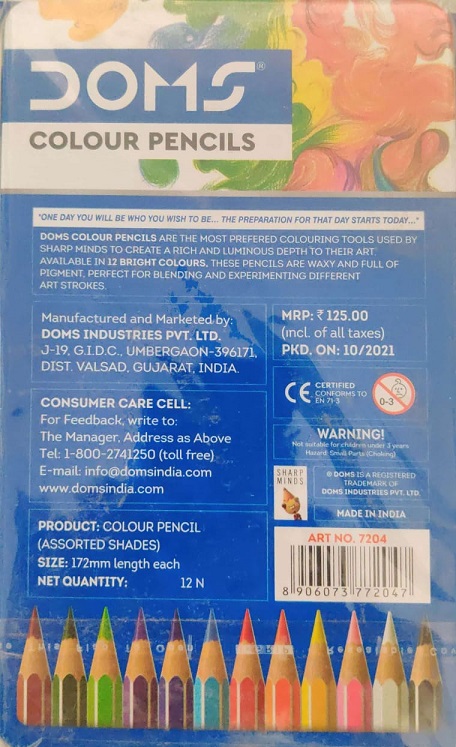 DOMS®
COLOUR PENCILS
"ONE DAY YOU WILL BE WHO YOU WISH TO BE... THE PREPARATION FOR THAT DAY STARTS TODAY..."
DOMS COLOUR PENCILS ARE THE MOST PREFERED COLOURING TOOLS USED BY
SHARP MINDS TO CREATE A RICH AND LUMINOUS DEPTH TO THEIR ART.
AVAILABLE IN 12 BRIGHT COLOURS. THESE PENCILS ARE WAXY AND FULL OF
PIGMENT, PERFECT FOR BLENDING AND EXPERIMENTING DIFFERENT
ART STROKES.
Manufactured and Marketed by:
DOMS INDUSTRIES PVT. LTD.
J-19, G.I.D.C., UMBERGAON-396171,
DIST. VALSAD, GUJARAT, INDIA.
MRP: ₹ 125.00
(incl. of all taxes)
PKD. ON: 10/2021
CE CERTIFIED
CONFORMS TO
EN 71-3
0-3
CONSUMER CARE CELL:
For Feedback, write to:
The Manager, Address as Above
Tel: 1-800-2741250 (toll free)
E-mail: info@domsindia.com
www.domsindia.com
WARNING!
Not suitable for children under 3 years
Hazard: Small Parts (Choking)
SHARP
MINDS
® DOMS IS A REGISTERED
TRADEMARK OF
DOMS INDUSTRIES PVT. LTD.
MADE IN INDIA
PRODUCT: COLOUR PENCIL
(ASSORTED SHADES)
SIZE: 172mm length each
NET QUANTITY: 12 N
ART NO. 7204
8 906073 772047
This Flap To Open
Resealable